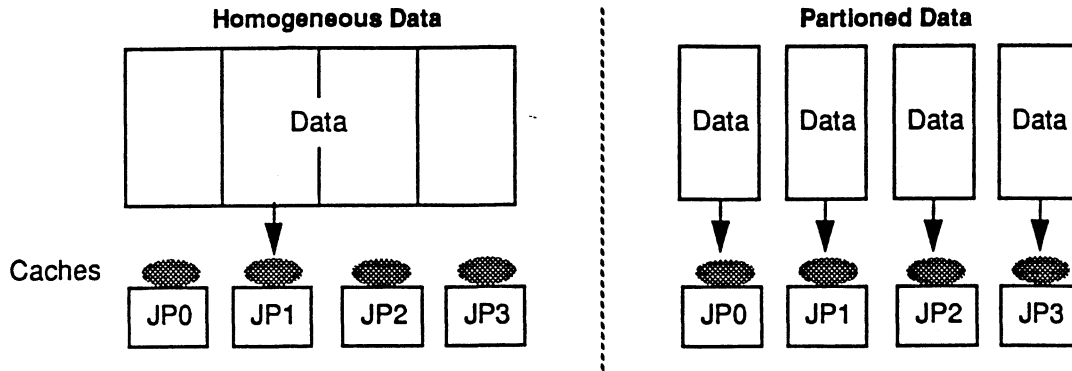 Homogeneous Data
Data
Caches
JP0 JP1 JP2 JP3
Partioned Data
Data Data Data Data
JP0 JP1 JP2 JP3